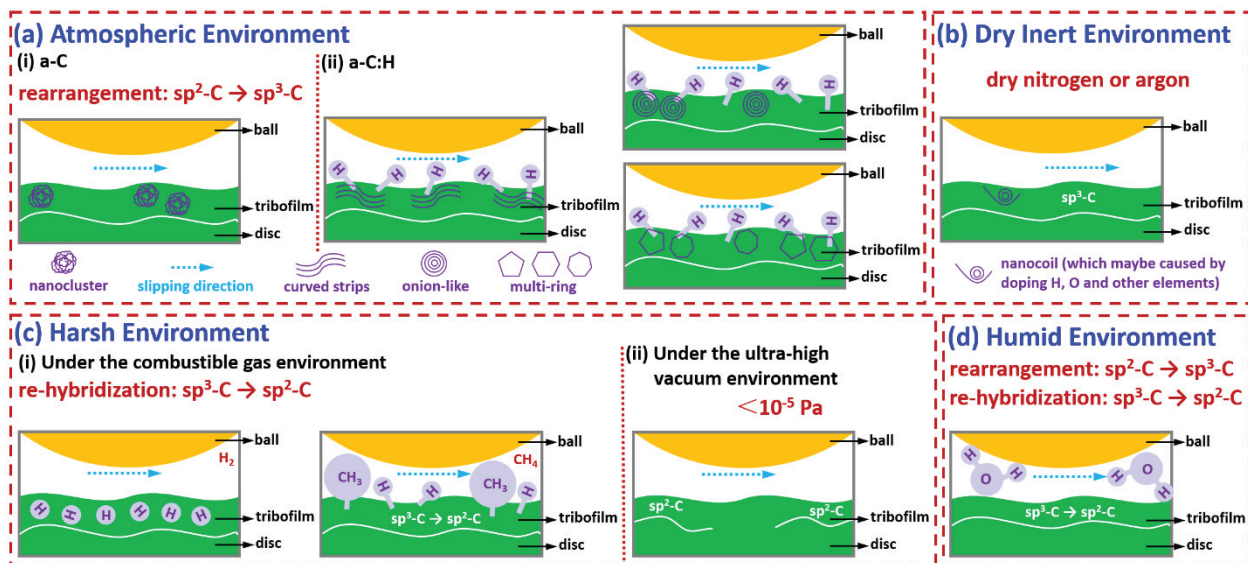 (a) Atmospheric Environment
(i) a-C
rearrangement: sp²-C → sp³-C
ball
tribofilm
disc
(ii) a-C:H
H H H H H
ball
tribofilm
disc
H H H H H
ball
tribofilm
disc
H H H H H
ball
tribofilm
disc
nanocluster
slipping direction
curved strips
onion-like
multi-ring
(b) Dry Inert Environment
dry nitrogen or argon
ball
sp³-C
tribofilm
disc
nanocoil (which maybe caused by
doping H, O and other elements)
(c) Harsh Environment
(i) Under the combustible gas environment
re-hybridization: sp³-C → sp²-C
ball
H₂
H H H H H H
tribofilm
disc
ball
CH₄
CH₃ H H CH₃ H
sp³-C → sp²-C
tribofilm
disc
(ii) Under the ultra-high
vacuum environment
<10⁻⁵ Pa
ball
sp²-C sp²-C
tribofilm
disc
(d) Humid Environment
rearrangement: sp²-C → sp³-C
re-hybridization: sp³-C → sp²-C
ball
H O H H O H
sp³-C → sp²-C
tribofilm
disc